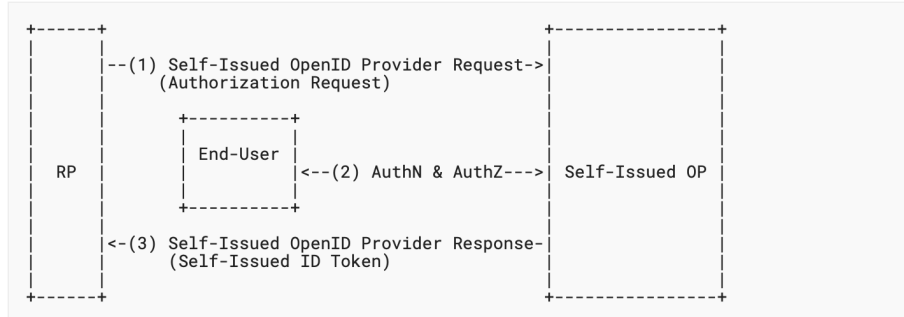 --(1) Self-Issued OpenID Provider Request->
(Authorization Request)
End-User
RP
<--(2) AuthN & AuthZ--->
Self-Issued OP
<-(3) Self-Issued OpenID Provider Response-
(Self-Issued ID Token)